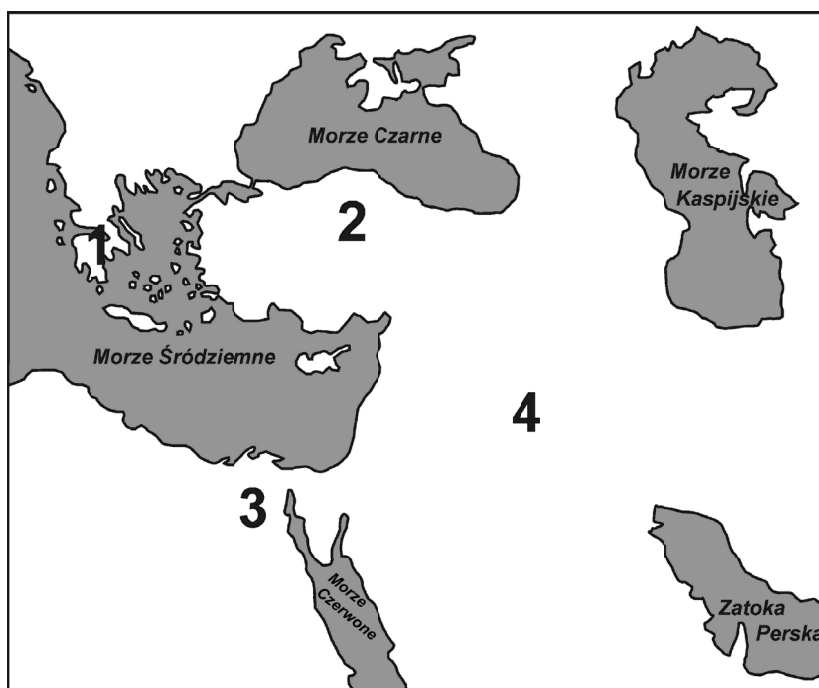 Morze Czarne
Morze
Kaspijskie
2
1
Morze Śródziemne
4
3
Morze
Czerwone
Zatoka
Perska